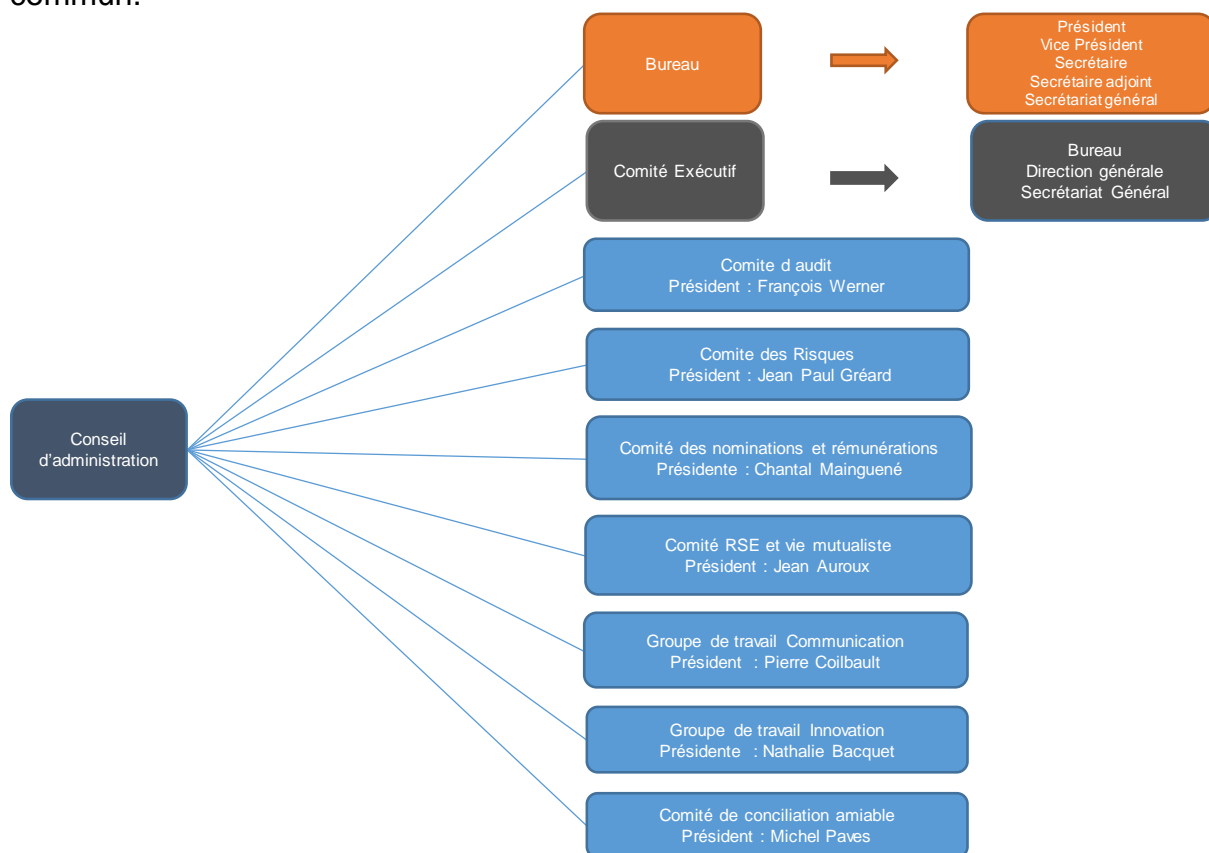 commun.
Bureau
Président
Vice Président
Secrétaire
Secrétaire adjoint
Secrétariat général
Comité Exécutif
Bureau
Direction générale
Secrétariat Général
Comite d audit
Président : François Werner
Comite des Risques
Président : Jean Paul Gréard
Conseil
d'administration
Comité des nominations et rémunérations
Présidente : Chantal Mainguené
Comité RSE et vie mutualiste
Président : Jean Auroux
Groupe de travail Communication
Président : Pierre Coilbault
Groupe de travail Innovation
Présidente : Nathalie Bacquet
Comité de conciliation amiable
Président : Michel Paves